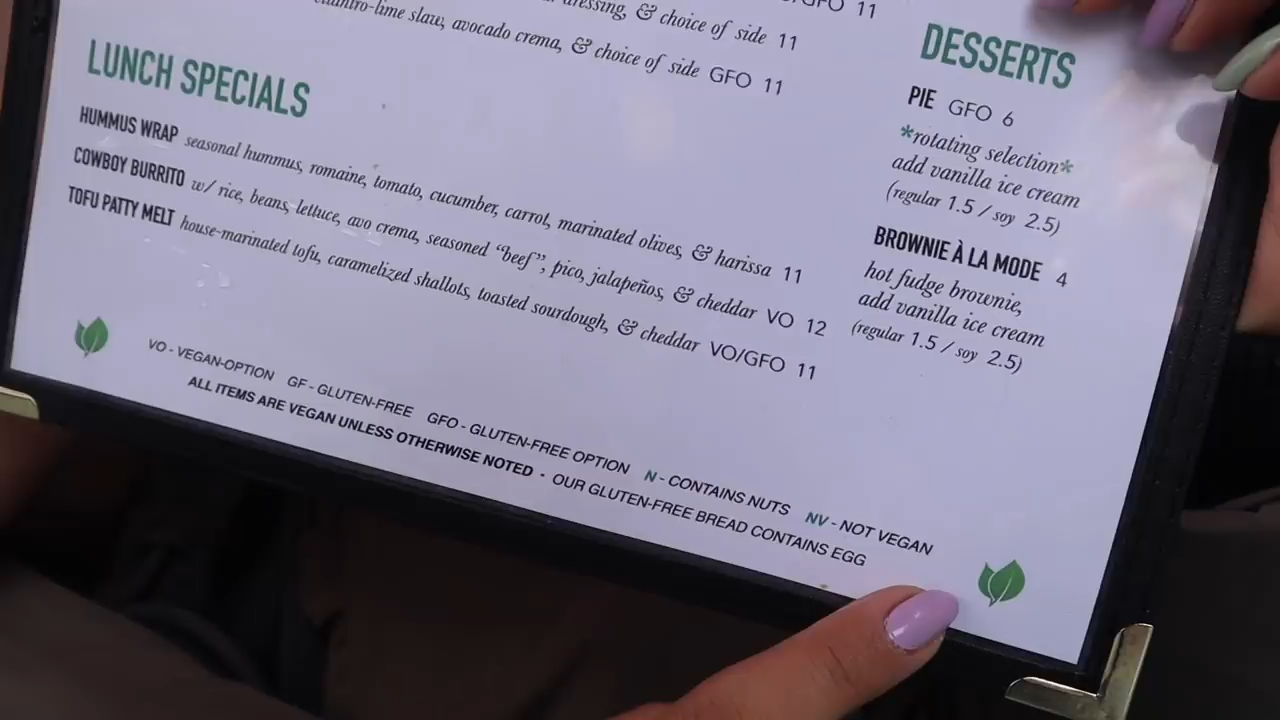 GFO 11
& choice of side 11
slaw, avocado crema, & choice of side GFO 11
LUNCH SPECIALS
HUMMUS WRAP seasonal hummus, romaine, tomato, cucumber, carrot, marinated olives, & harissa 11
COWBOY BURRITO w/ rice, beans, lettuce, avo crema, seasoned “beef”, pico, jalapeños, & cheddar VO 12
TOFU PATTY MELT house-marinated tofu, caramelized shallots, toasted sourdough, & cheddar VO/GFO 11
DESSERTS
PIE GFO 6
*rotating selection*
add vanilla ice cream
(regular 1.5 / soy 2.5)
BROWNIE À LA MODE 4
hot fudge brownie,
add vanilla ice cream
(regular 1.5 / soy 2.5)
VO - VEGAN-OPTION GF - GLUTEN-FREE GFO - GLUTEN-FREE OPTION N - CONTAINS NUTS NV - NOT VEGAN
ALL ITEMS ARE VEGAN UNLESS OTHERWISE NOTED - OUR GLUTEN-FREE BREAD CONTAINS EGG